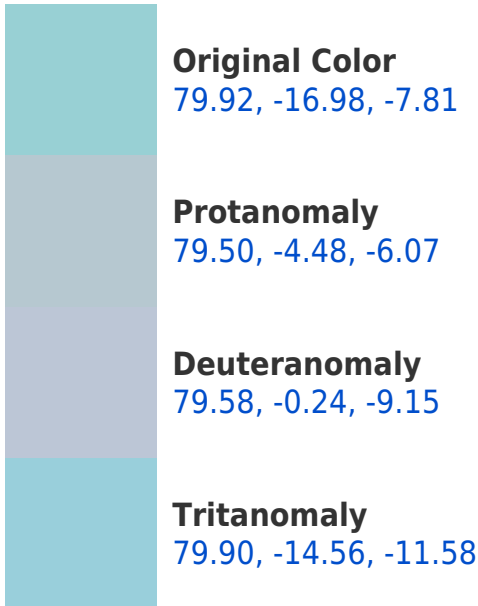 Original Color
79.92, -16.98, -7.81
Protanomaly
79.50, -4.48, -6.07
Deuteranomaly
79.58, -0.24, -9.15
Tritanomaly
79.90, -14.56, -11.58